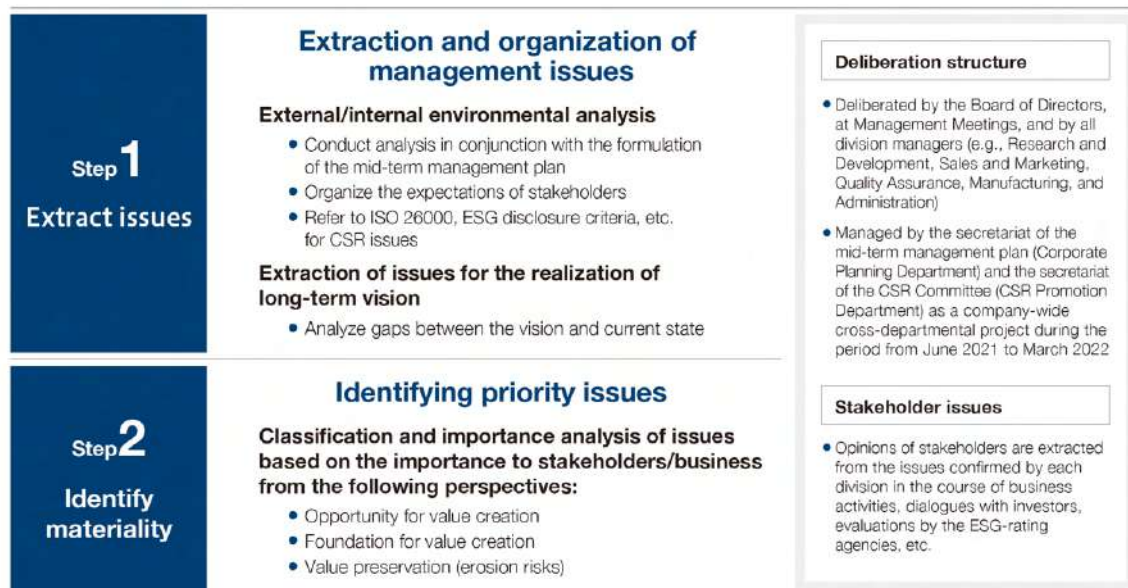 Step 1
Extract issues
Extraction and organization of
management issues
External/internal environmental analysis
• Conduct analysis in conjunction with the formulation
of the mid-term management plan
• Organize the expectations of stakeholders
• Refer to ISO 26000, ESG disclosure criteria, etc.
for CSR issues
Extraction of issues for the realization of
long-term vision
• Analyze gaps between the vision and current state
Step 2
Identify
materiality
Identifying priority issues
Classification and importance analysis of issues
based on the importance to stakeholders/business
from the following perspectives:
• Opportunity for value creation
• Foundation for value creation
• Value preservation (erosion risks)
Deliberation structure
• Deliberated by the Board of Directors,
at Management Meetings, and by all
division managers (e.g., Research and
Development, Sales and Marketing,
Quality Assurance, Manufacturing, and
Administration)
• Managed by the secretariat of the
mid-term management plan (Corporate
Planning Department) and the secretariat
of the CSR Committee (CSR Promotion
Department) as a company-wide
cross-departmental project during the
period from June 2021 to March 2022
Stakeholder issues
• Opinions of stakeholders are extracted
from the issues confirmed by each
division in the course of business
activities, dialogues with investors,
evaluations by the ESG-rating
agencies, etc.